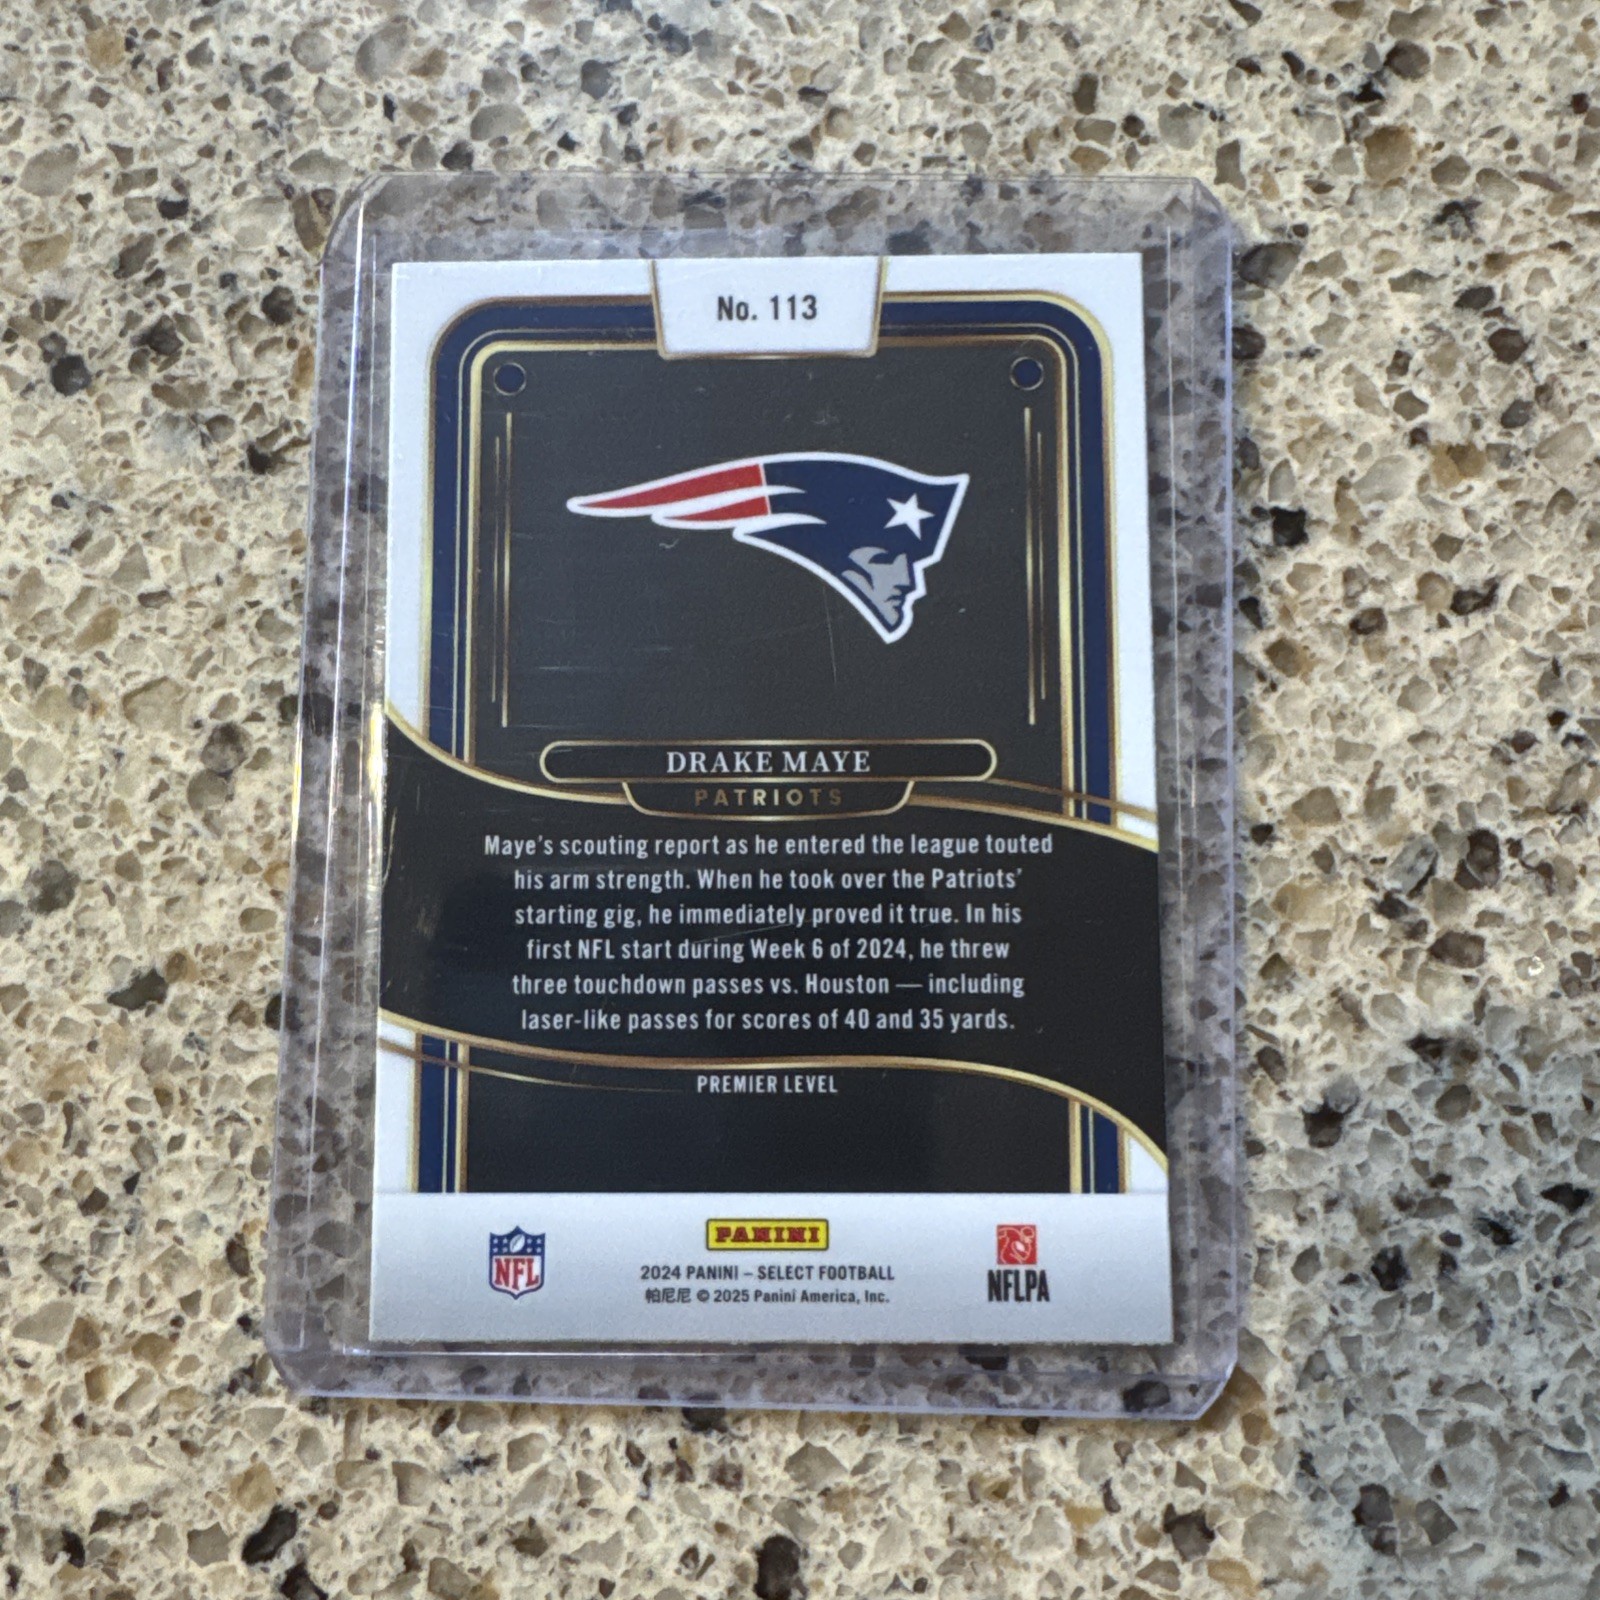 No. 113
DRAKE MAYE
PATRIOTS
Maye's scouting report as he entered the league touted
his arm strength. When he took over the Patriots'
starting gig, he immediately proved it true. In his
first NFL start during Week 6 of 2024, he threw
three touchdown passes vs. Houston — including
laser-like passes for scores of 40 and 35 yards.
PREMIER LEVEL
NFL
PANINI
2024 PANINI – SELECT FOOTBALL
帕尼尼 © 2025 Panini America, Inc.
NFLPA